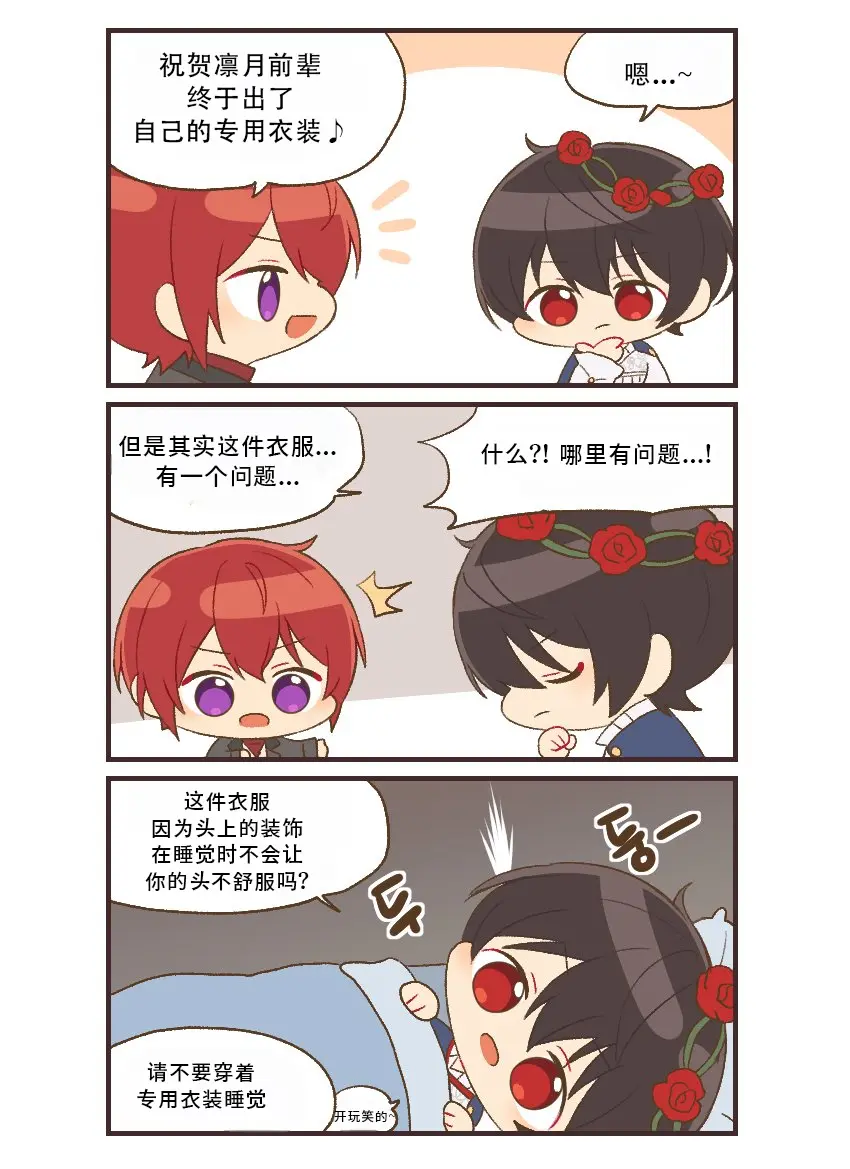 祝贺凛月前辈
终于出了
自己的专用衣装♪
嗯...~
但是其实这件衣服...
有一个问题...
什么?! 哪里有问题...!
这件衣服
因为头上的装饰
在睡觉时不会让
你的头不舒服吗?
두
둥ー
请不要穿着
专用衣装睡觉
开玩笑的~